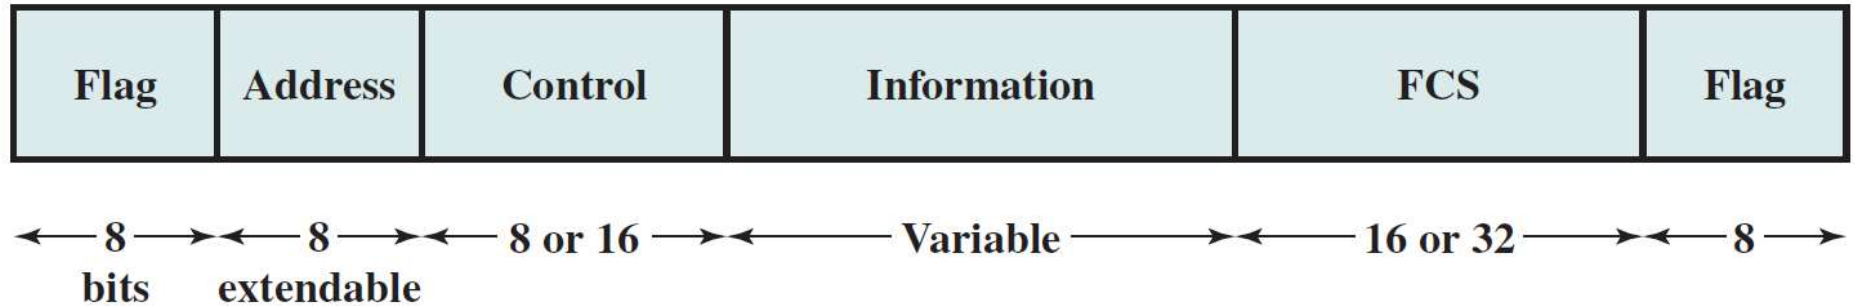 Flag Address Control Information FCS Flag
8 8 8 or 16 Variable 16 or 32 8
bits extendable